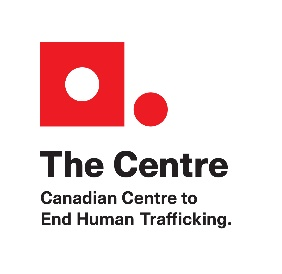 The Centre
Canadian Centre to
End Human Trafficking.